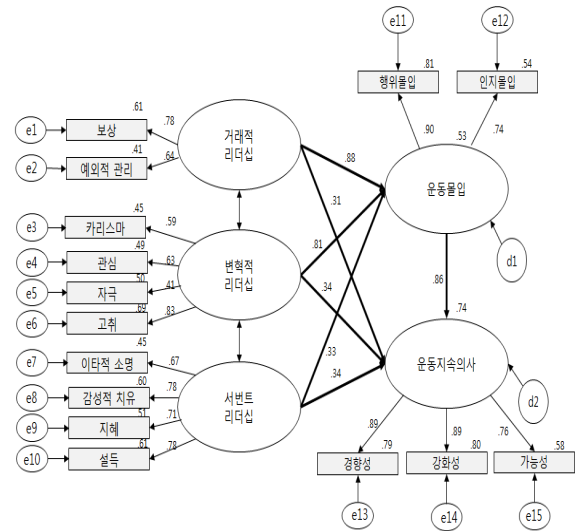 e11
e12
.81
.54
행위몰입
인지몰입
.61
.78
e1
보상
거래적
리더십
.90
.53
.74
.41
.64
e2
예외적 관리
.88
운동몰입
.31
.45
.59
e3
카리스마
.49
.63
e4
관심
변혁적
리더십
.81
d1
.50
.41
e5
자극
.34
.86
.69
.83
e6
고취
.74
.45
.33
e7
이타적 소명
.67
.34
운동지속의사
.60
.78
e8
감성적 치유
서번트
리더십
d2
.51
.71
e9
지혜
.89
.89
.76
.61
.78
e10
설득
.79
.80
.58
경향성
강화성
가능성
e13
e14
e15